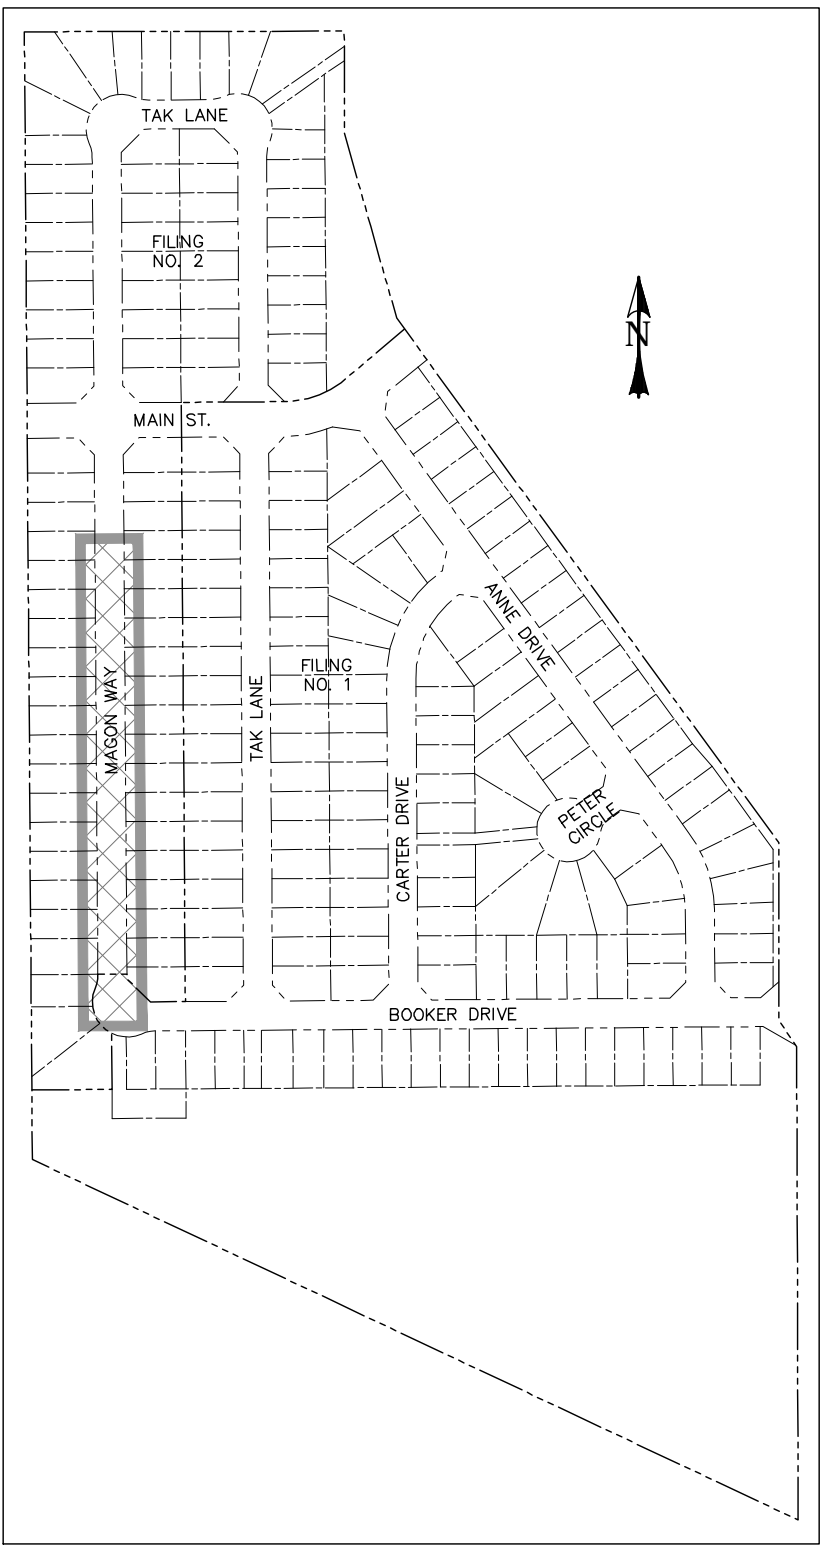 TAK LANE
FILING
NO. 2
N
MAIN ST.
ANNE DRIVE
FILING
NO. 1
MAGON WAY
TAK LANE
CARTER DRIVE
PETER
CIRCLE
BOOKER DRIVE